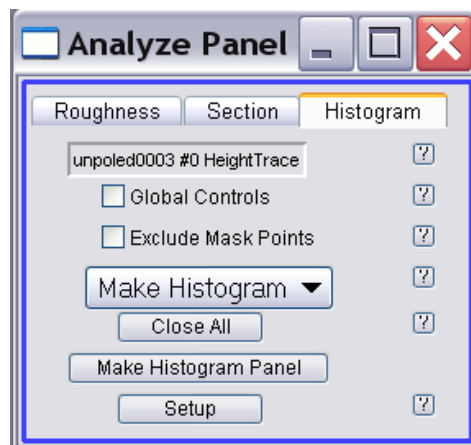 Analyze Panel
Roughness Section Histogram
unpoled0003 #0 HeightTrace ?
Global Controls ?
Exclude Mask Points ?
Make Histogram ?
Close All ?
Make Histogram Panel
Setup ?